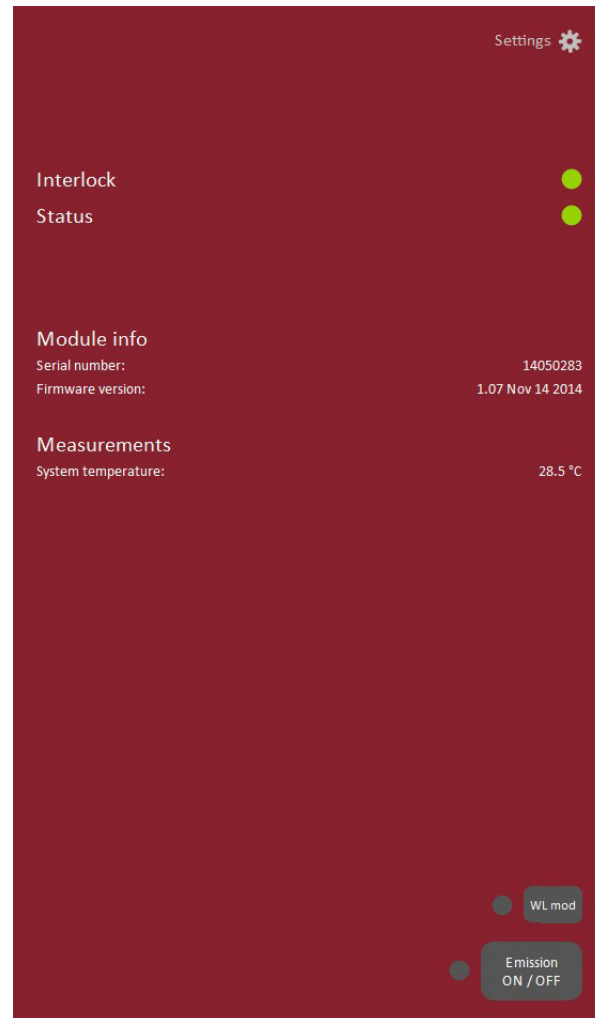 Settings
Interlock
Status
Module info
Serial number: 14050283
Firmware version: 1.07 Nov 14 2014
Measurements
System temperature: 28.5 °C
WL mod
Emission
ON / OFF